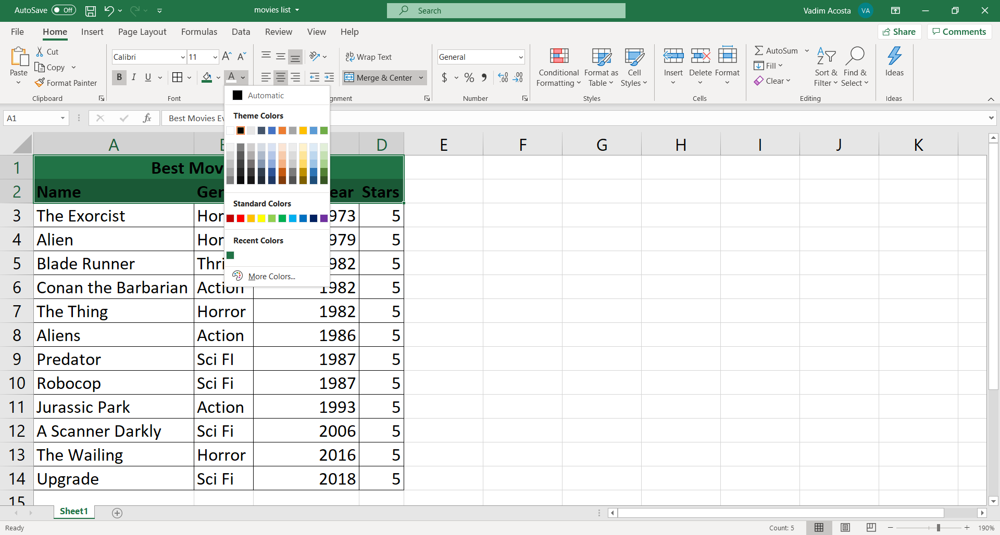 AutoSave Off
movies list
Search
Vadim Acosta VA
File Home Insert Page Layout Formulas Data Review View Help
Share Comments
Paste
Cut
Copy
Format Painter
Clipboard
Calibri 11
B I U A
Font
ab Wrap Text
Merge & Center
gnment
General
$ % 9 .00 .00
Number
Conditional Formatting
Format as Table
Cell Styles
Styles
Insert Delete Format
Cells
AutoSum
Fill
Clear
Sort & Filter
Find & Select
Editing
Ideas
Ideas
A1
fx
Best Movies Ev
Automatic
Theme Colors
Standard Colors
Recent Colors
More Colors...
A D E F G H I J K
1 Best Mov
2 Name Gen ear Stars
3 The Exorcist Hor 973 5
4 Alien Hor 979 5
5 Blade Runner Thri 982 5
6 Conan the Barbarian Action 1982 5
7 The Thing Horror 1982 5
8 Aliens Action 1986 5
9 Predator Sci FI 1987 5
10 Robocop Sci Fi 1987 5
11 Jurassic Park Action 1993 5
12 A Scanner Darkly Sci Fi 2006 5
13 The Wailing Horror 2016 5
14 Upgrade Sci Fi 2018 5
15
Sheet1
Ready
Count: 5
190%